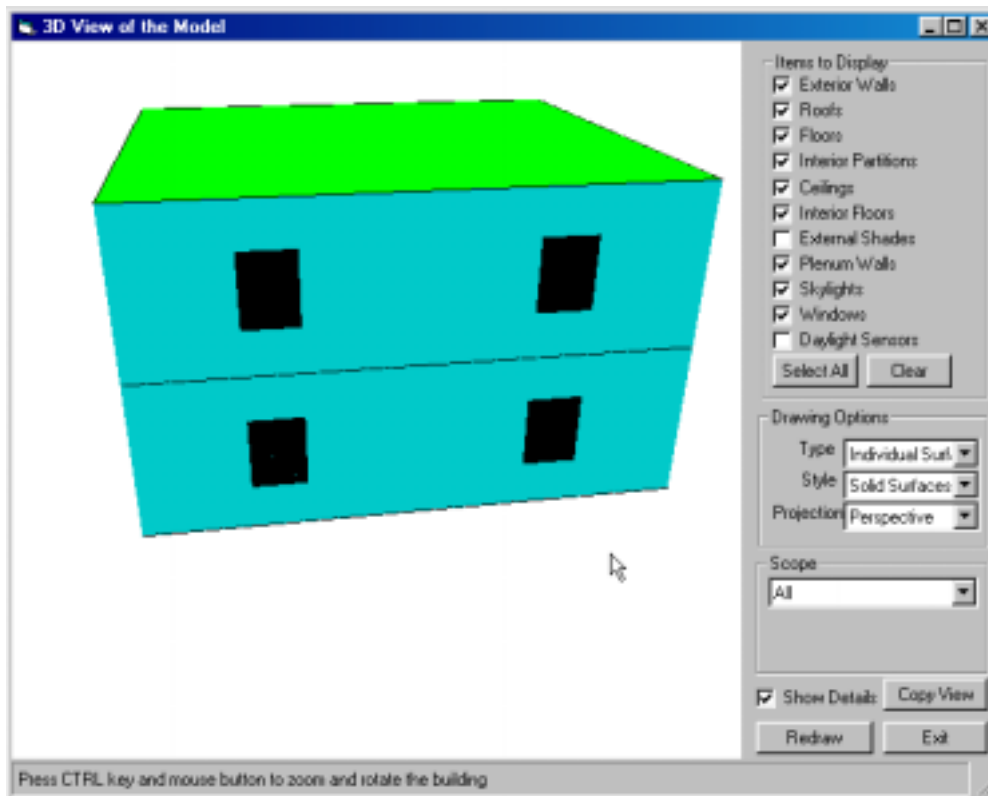 3D View of the Model
Items to Display
Exterior Walls
Roofs
Floors
Interior Partitions
Ceilings
Interior Floors
External Shades
Plenum Walls
Skylights
Windows
Daylight Sensors
Select All Clear
Drawing Options
Type Individual Surf
Style Solid Surfaces
Projection Perspective
Scope
All
Show Details Copy View
Redraw Exit
Press CTRL key and mouse button to zoom and rotate the building